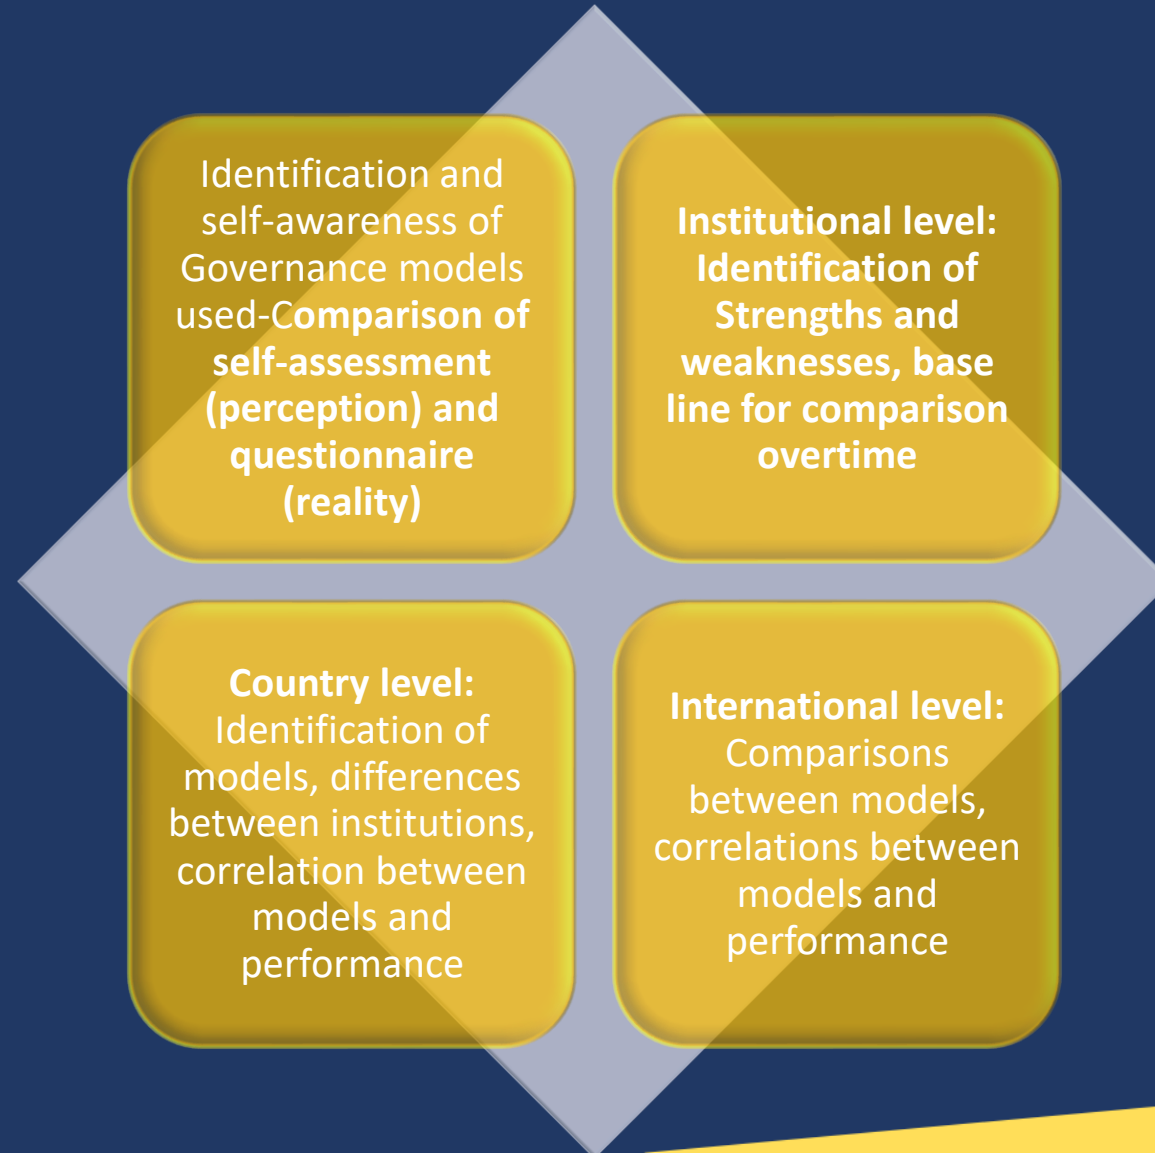 Identification and
self-awareness of
Governance models
used-Comparison of
self-assessment
(perception) and
questionnaire
(reality)
Institutional level:
Identification of
Strengths and
weaknesses, base
line for comparison
overtime
Country level:
Identification of
models, differences
between institutions,
correlation between
models and
performance
International level:
Comparisons
between models,
correlations between
models and
performance